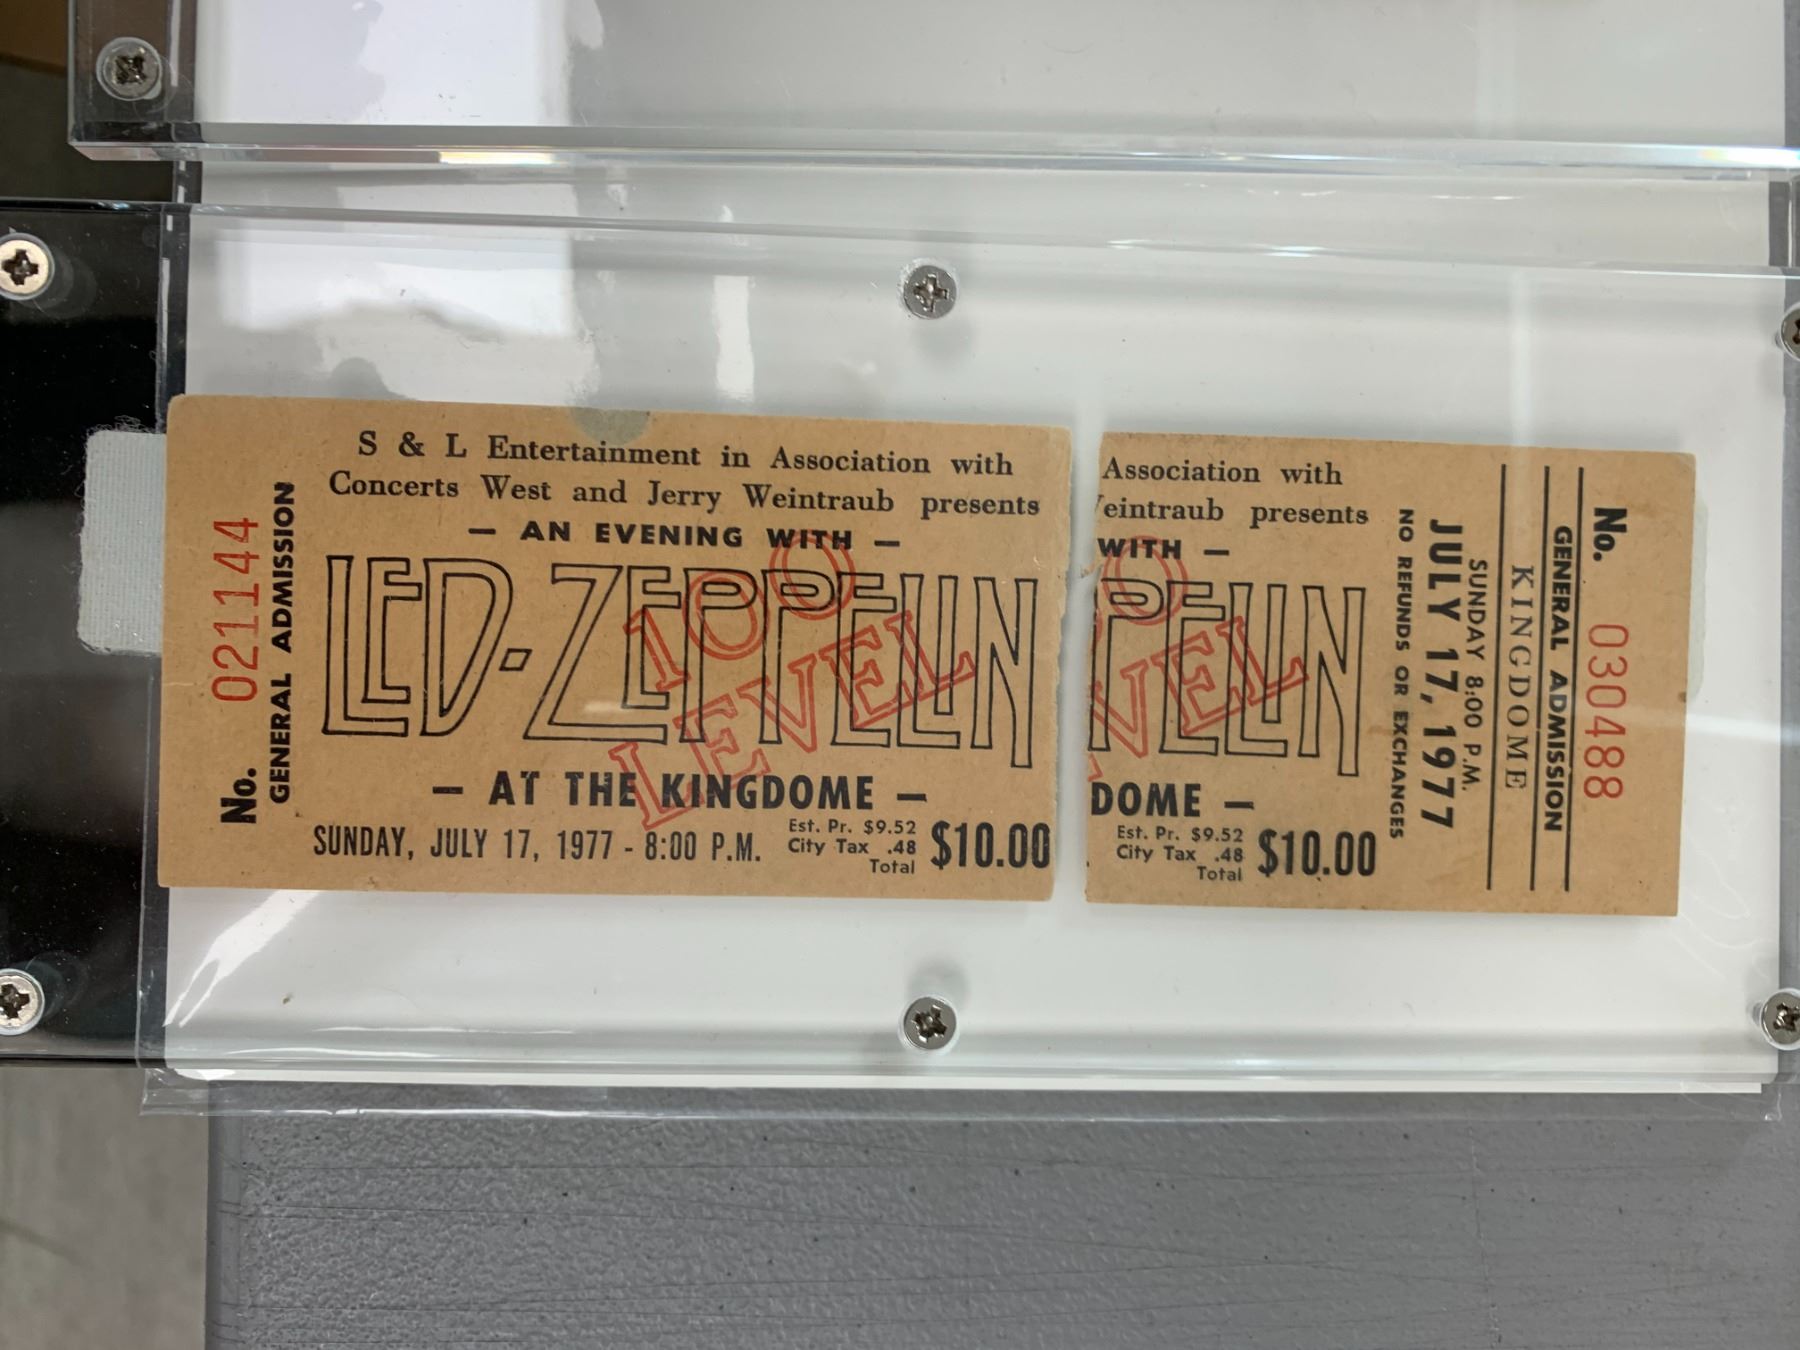 No. 021144
GENERAL ADMISSION
S & L Entertainment in Association with
Concerts West and Jerry Weintraub presents
— AN EVENING WITH —
LED-ZEPPELIN
100
LEVEL
— AT THE KINGDOME —
SUNDAY, JULY 17, 1977 - 8:00 P.M.
Est. Pr. $9.52
City Tax .48
Total
$10.00
Association with
eintraub presents
WITH —
PELIN
0
VEL
DOME —
Est. Pr. $9.52
City Tax .48
Total
$10.00
NO REFUNDS OR EXCHANGES
JULY 17, 1977
SUNDAY 8:00 P.M.
KINGDOME
GENERAL ADMISSION
No. 030488